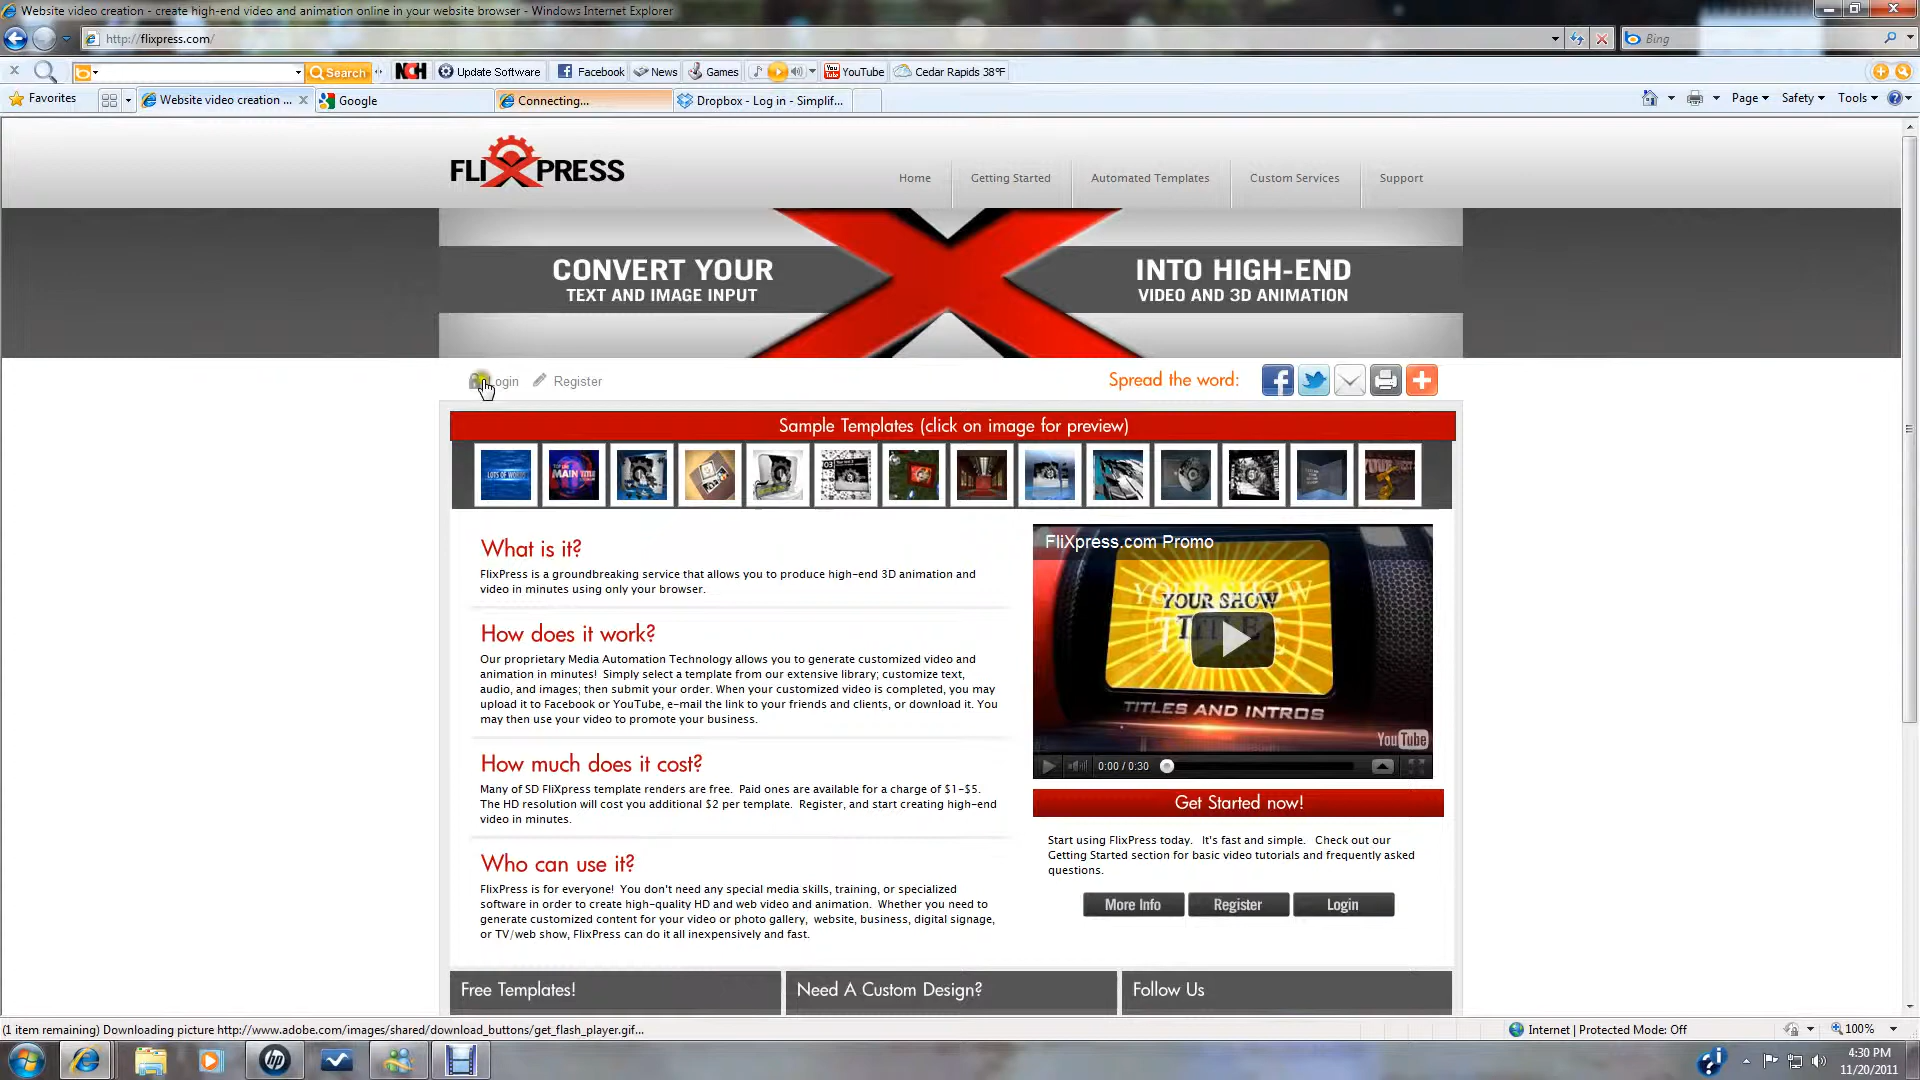 Website video creation - create high-end video and animation online in your website browser - Windows Internet Explorer
http://flixpress.com/
Bing
Search
NCH
Update Software
Facebook
News
Games
YouTube
Cedar Rapids 38°F
Favorites
Website video creation ...
Google
Connecting...
Dropbox - Log in - Simplif...
Page
Safety
Tools
FLIXPRESS
Home
Getting Started
Automated Templates
Custom Services
Support
CONVERT YOUR
TEXT AND IMAGE INPUT
INTO HIGH-END
VIDEO AND 3D ANIMATION
Login
Register
Spread the word:
Sample Templates (click on image for preview)
LOTS OF WORDS
MAIN TITLE
What is it?
FlixPress is a groundbreaking service that allows you to produce high-end 3D animation and
video in minutes using only your browser.
How does it work?
Our proprietary Media Automation Technology allows you to generate customized video and
animation in minutes! Simply select a template from our extensive library; customize text,
audio, and images; then submit your order. When your customized video is completed, you may
upload it to Facebook or YouTube, e-mail the link to your friends and clients, or download it. You
may then use your video to promote your business.
How much does it cost?
Many of SD FliXpress template renders are free. Paid ones are available for a charge of $1-$5.
The HD resolution will cost you additional $2 per template. Register, and start creating high-end
video in minutes.
Who can use it?
FlixPress is for everyone! You don't need any special media skills, training, or specialized
software in order to create high-quality HD and web video and animation. Whether you need to
generate customized content for your video or photo gallery, website, business, digital signage,
or TV/web show, FlixPress can do it all inexpensively and fast.
FliXpress.com Promo
YOUR SHOW
TITLE
TITLES AND INTROS
YouTube
0:00 / 0:30
Get Started now!
Start using FlixPress today. It's fast and simple. Check out our
Getting Started section for basic video tutorials and frequently asked
questions.
More Info
Register
Login
Free Templates!
Need A Custom Design?
Follow Us
(1 item remaining) Downloading picture http://www.adobe.com/images/shared/download_buttons/get_flash_player.gif...
Internet | Protected Mode: Off
100%
hp
4:30 PM
11/20/2011